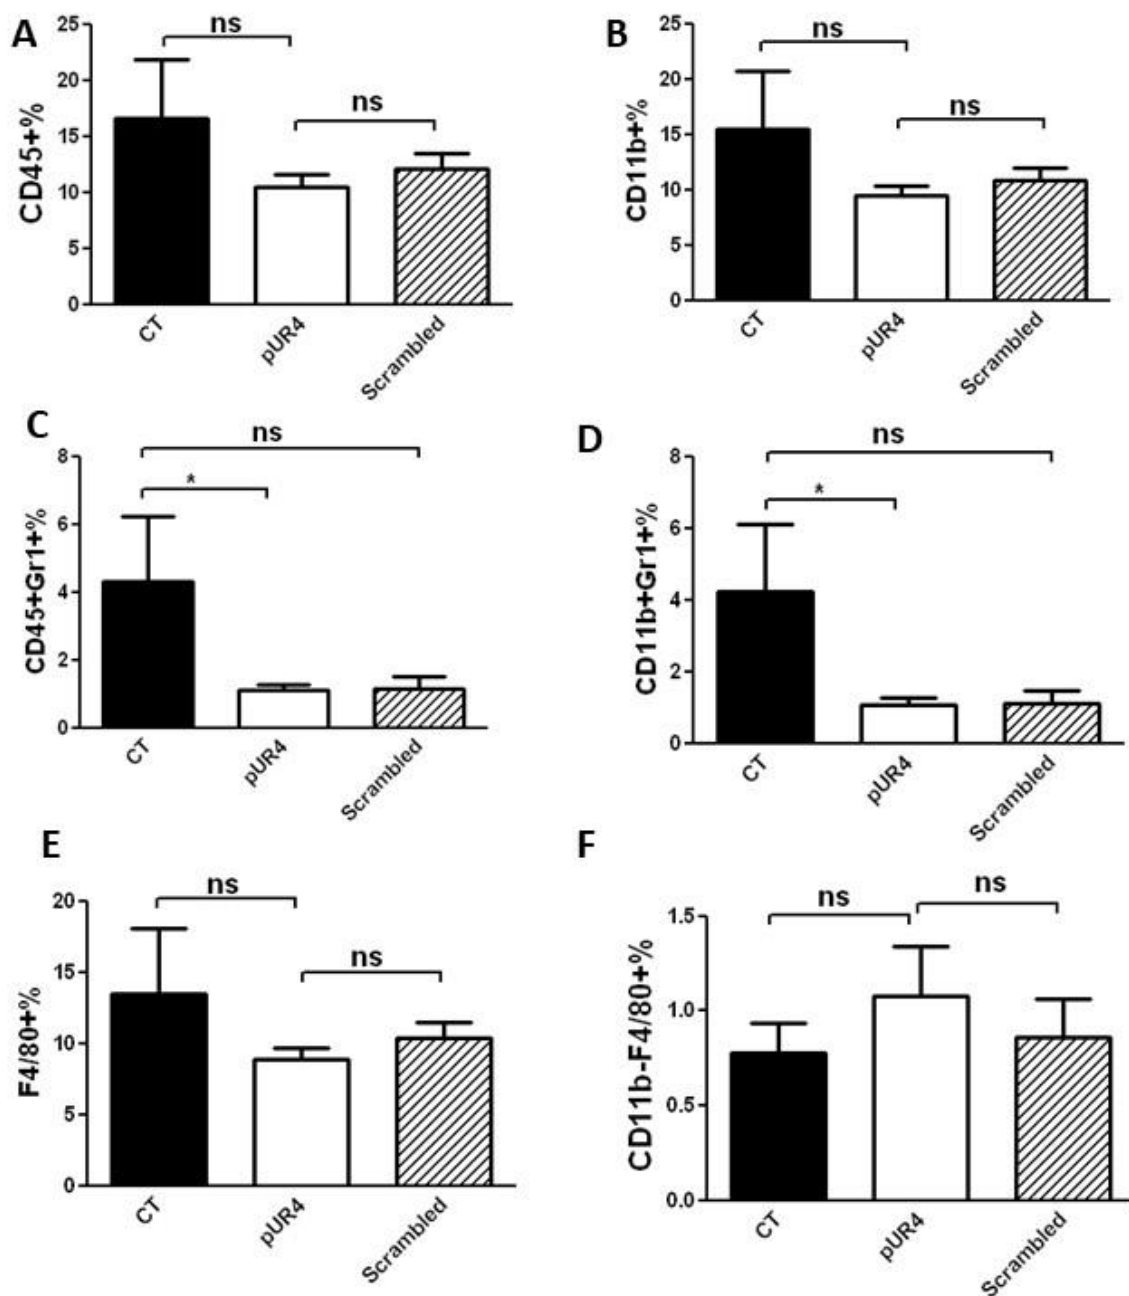 A
CD45+%
25
20
15
10
5
0
ns
ns
CT
pUR4
Scrambled
B
CD11b+%
25
20
15
10
5
0
ns
ns
CT
pUR4
Scrambled
C
CD45+Gr1+%
8
6
4
2
0
ns
*
CT
pUR4
Scrambled
D
CD11b+Gr1+%
8
6
4
2
0
ns
*
CT
pUR4
Scrambled
E
F4/80+%
20
15
10
5
0
ns
ns
CT
pUR4
Scrambled
F
CD11b-F4/80+%
1.5
1.0
0.5
0.0
ns
ns
CT
pUR4
Scrambled